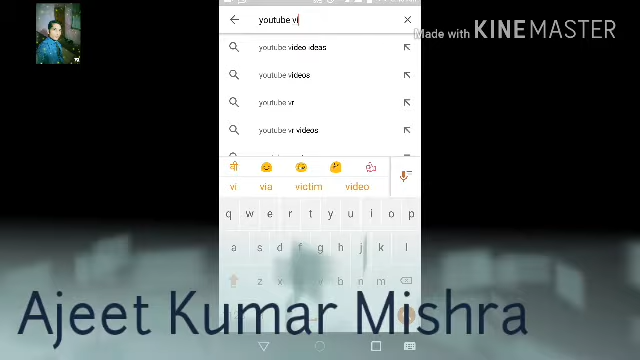 youtube vi
Made with KINEMASTER
youtube video ideas
youtube videos
youtube vr
youtube vr videos
वी
vi via victim video
q w e r t y u i o p
a s d f g h j k l
z x v b n m
Ajeet Kumar Mishra